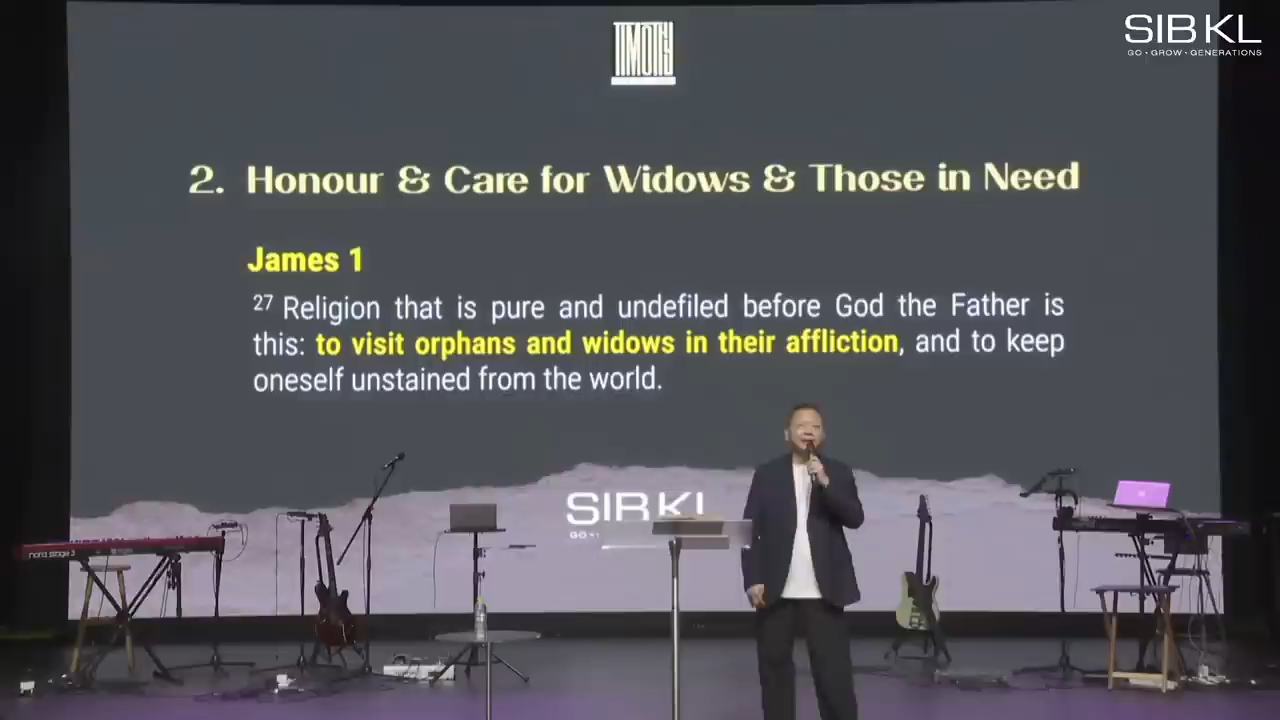 TIMOTHY
SIBKL
GO • GROW • GENERATIONS
2. Honour & Care for Widows & Those in Need
James 1
27 Religion that is pure and undefiled before God the Father is
this: to visit orphans and widows in their affliction, and to keep
oneself unstained from the world.
SIBKL
GO •
nord stage 3